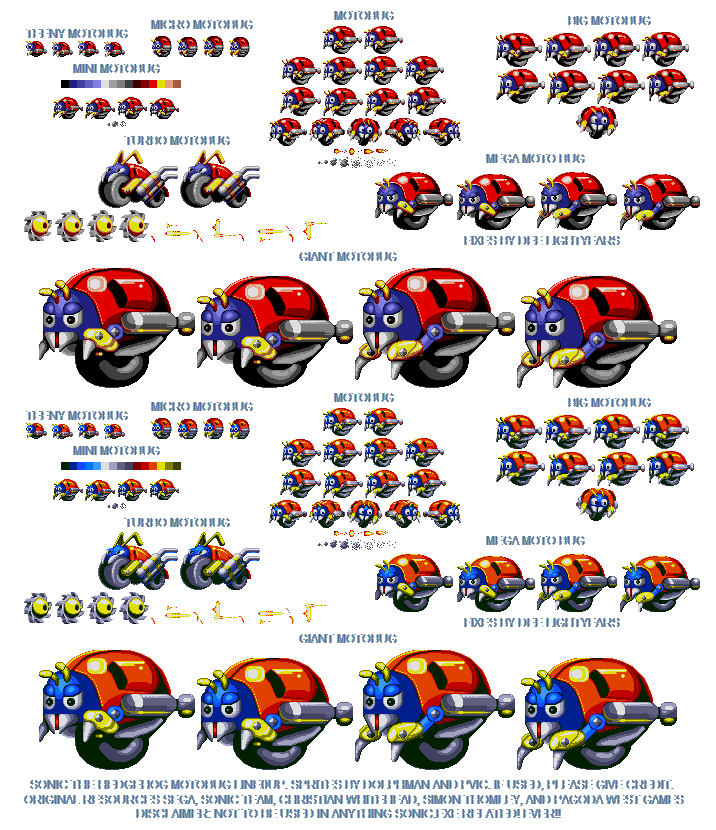 MOTOBUG
BIG MOTOBUG
MICRO MOTOBUG
TEENY MOTOBUG
MINI MOTOBUG
TURBO MOTOBUG
MEGA MOTO BUG
FIXES BY DEE LIGHTYEARS
GIANT MOTOBUG
MOTOBUG
BIG MOTOBUG
MICRO MOTOBUG
TEENY MOTOBUG
MINI MOTOBUG
TURBO MOTOBUG
MEGA MOTO BUG
FIXES BY DEE LIGHTYEARS
GIANT MOTOBUG
SONIC THE HEDGEHOG MOTOBUG LINEUP. SPRITES BY DOLPHMAN AND PVIC. IF USED, PLEASE GIVE CREDIT.
ORIGINAL RESOURCES SEGA, SONIC TEAM, CHRISTIAN WHITEHEAD, SIMON THOMLEY, AND PAGODA WEST GAMES
DISCLAIMER: NOT TO BE USED IN ANYTHING SONIC.EXE RELATED EVER!!